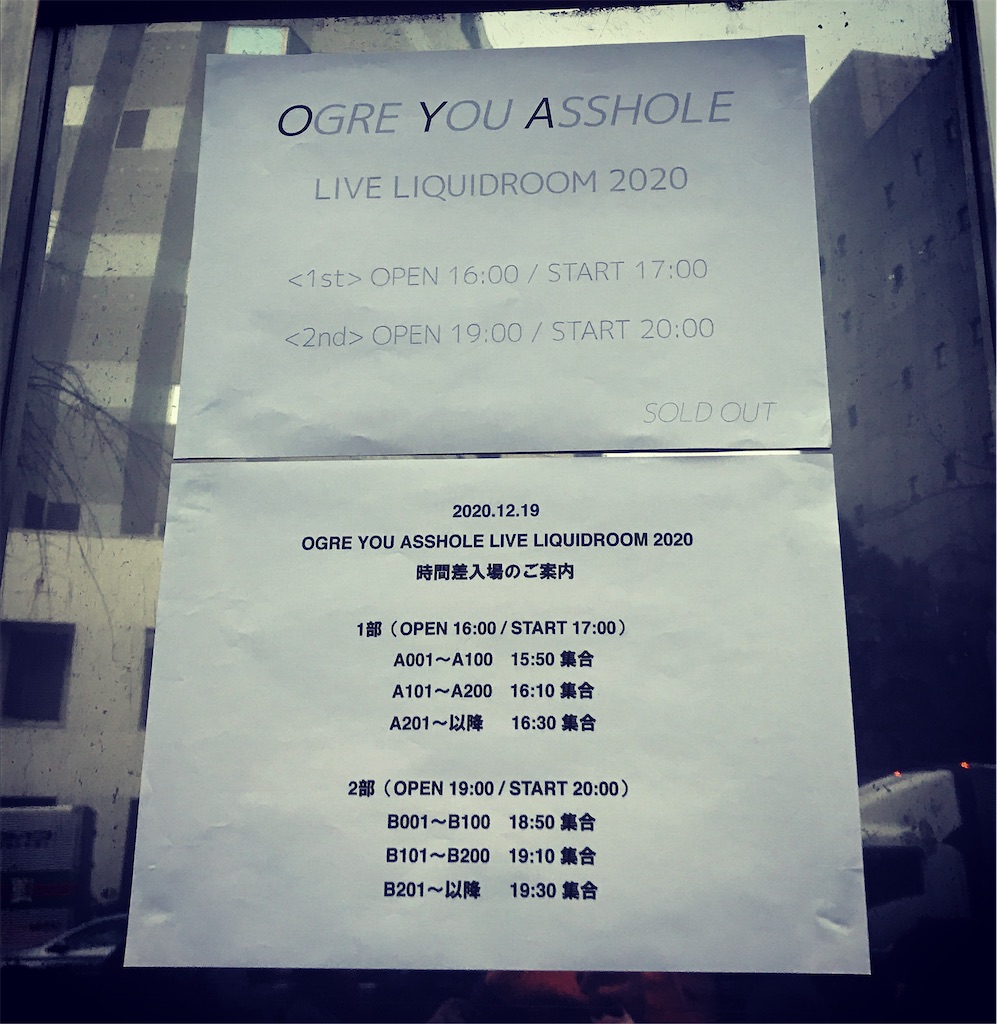 OGRE YOU ASSHOLE
LIVE LIQUIDROOM 2020
<1st> OPEN 16:00 / START 17:00
<2nd> OPEN 19:00 / START 20:00
SOLD OUT
2020.12.19
OGRE YOU ASSHOLE LIVE LIQUIDROOM 2020
時間差入場のご案内
1部（OPEN 16:00 / START 17:00）
A001〜A100 15:50 集合
A101〜A200 16:10 集合
A201〜以降 16:30 集合
2部（OPEN 19:00 / START 20:00）
B001〜B100 18:50 集合
B101〜B200 19:10 集合
B201〜以降 19:30 集合